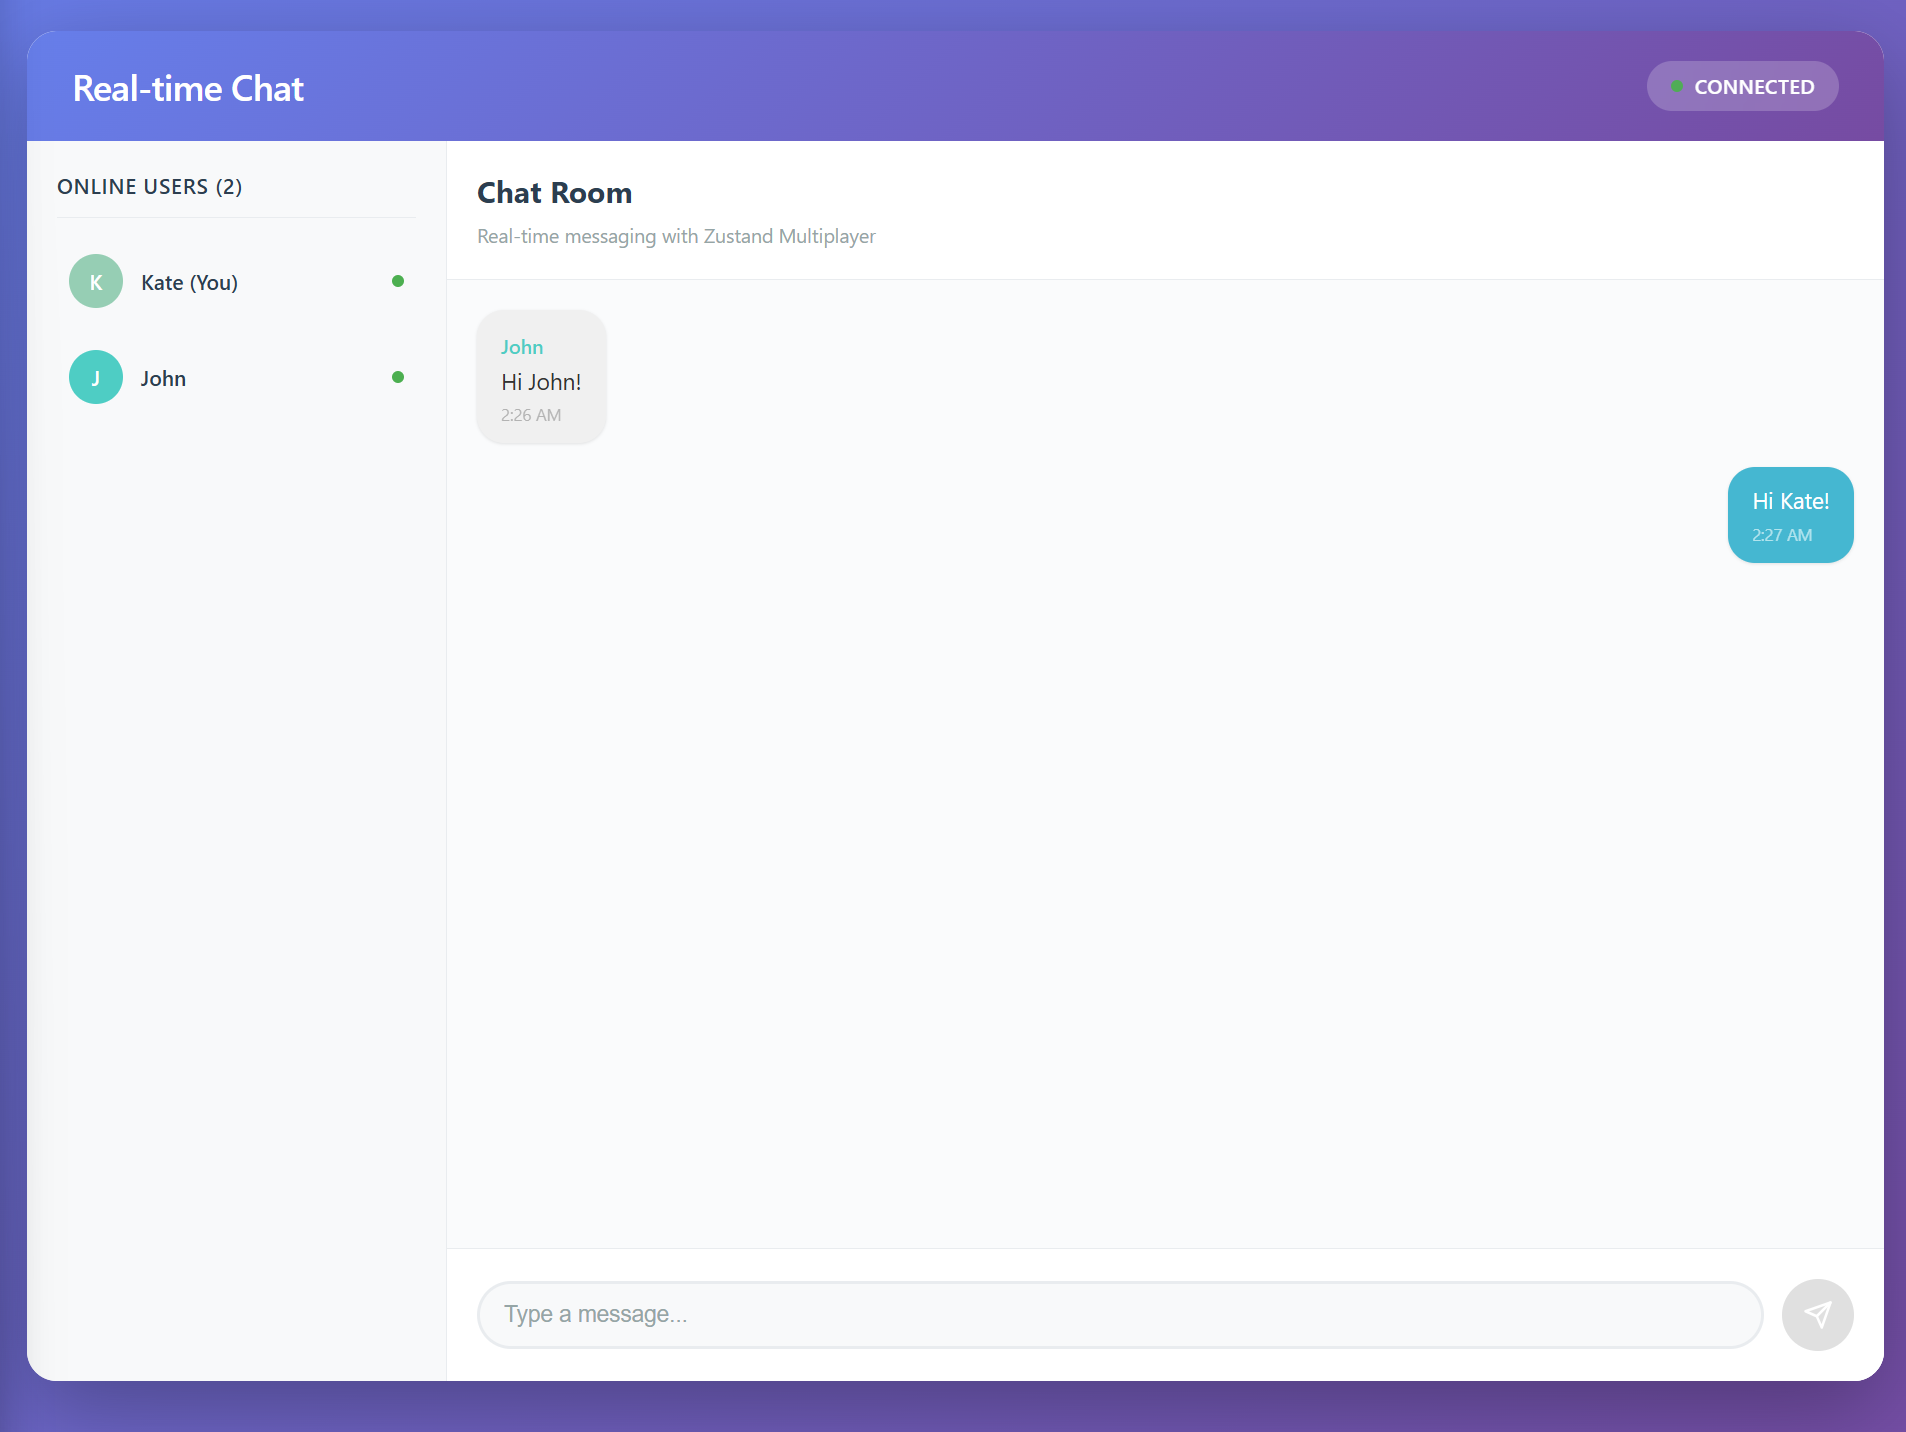 Real-time Chat
CONNECTED
ONLINE USERS (2)
K
Kate (You)
J
John
Chat Room
Real-time messaging with Zustand Multiplayer
John
Hi John!
2:26 AM
Hi Kate!
2:27 AM
Type a message...